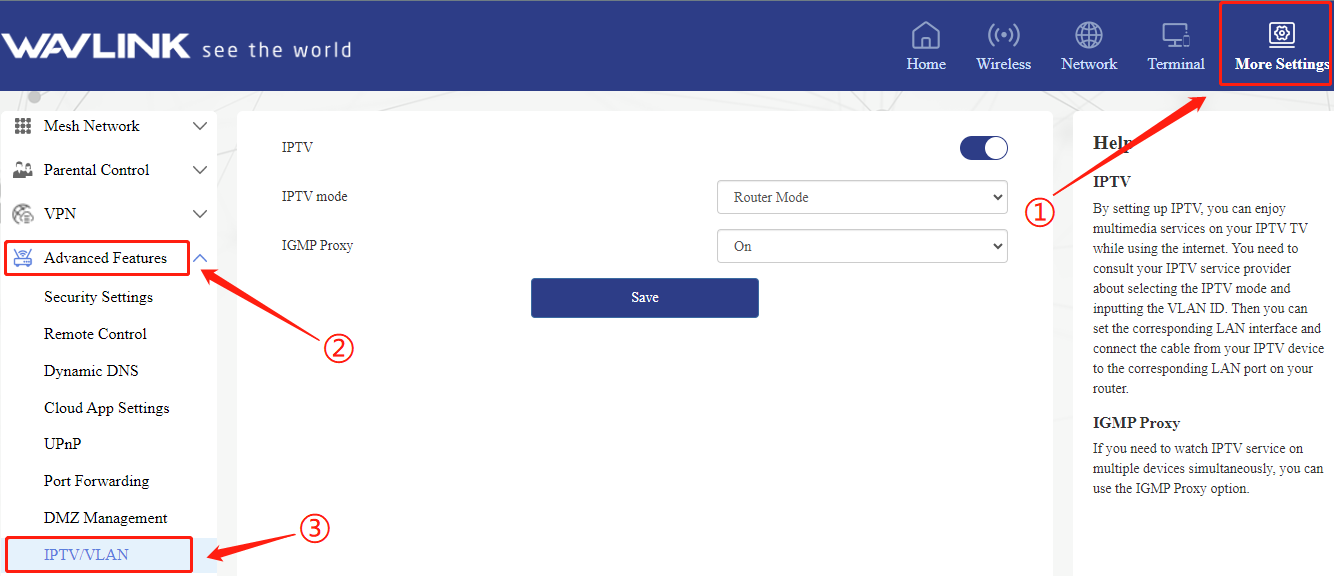 WAVLINK see the world
Home
Wireless
Network
Terminal
More Settings
①
Mesh Network
Parental Control
VPN
Advanced Features
②
Security Settings
Remote Control
Dynamic DNS
Cloud App Settings
UPnP
Port Forwarding
DMZ Management
IPTV/VLAN
③
IPTV
IPTV mode
Router Mode
IGMP Proxy
On
Save
Help
IPTV
By setting up IPTV, you can enjoy
multimedia services on your IPTV TV
while using the internet. You need to
consult your IPTV service provider
about selecting the IPTV mode and
inputting the VLAN ID. Then you can
set the corresponding LAN interface and
connect the cable from your IPTV device
to the corresponding LAN port on your
router.
IGMP Proxy
If you need to watch IPTV service on
multiple devices simultaneously, you can
use the IGMP Proxy option.